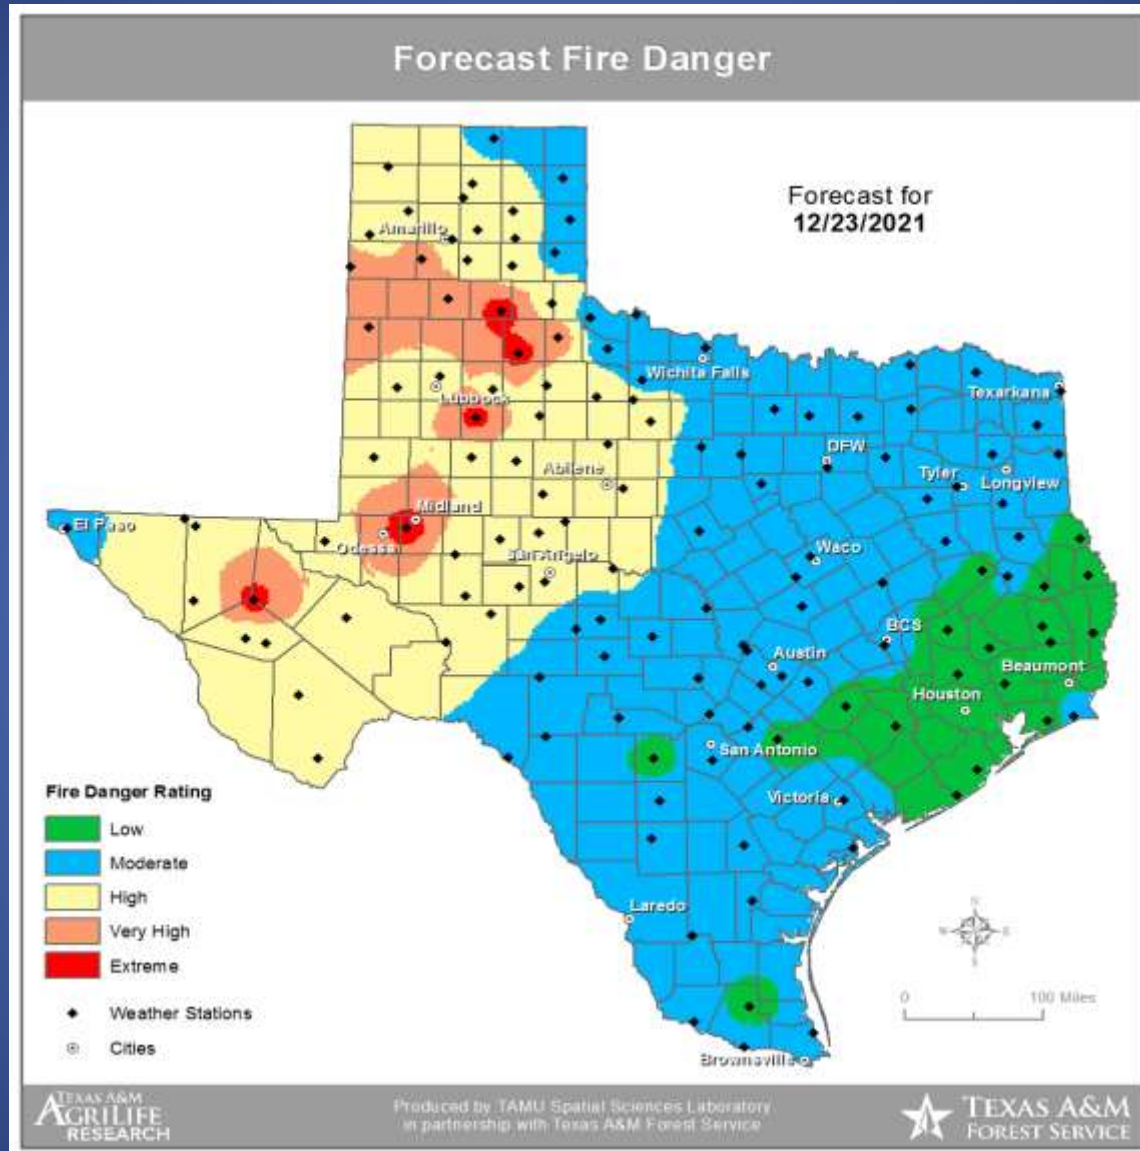 Forecast Fire Danger
Forecast for
12/23/2021
Amarillo
Wichita Falls
Lubbock
Texarkana
DFW
Abilene
Tyler
Longview
Midland
El Paso
Odessa
San Angelo
Waco
BCS
Austin
Beaumont
Houston
San Antonio
Victoria
Laredo
Brownsville
Fire Danger Rating
Low
Moderate
High
Very High
Extreme
Weather Stations
Cities
N
W E
S
0 100 Miles
TEXAS A&M
AGRILIFE
RESEARCH
Produced by TAMU Spatial Sciences Laboratory
in partnership with Texas A&M Forest Service
TEXAS A&M
FOREST SERVICE